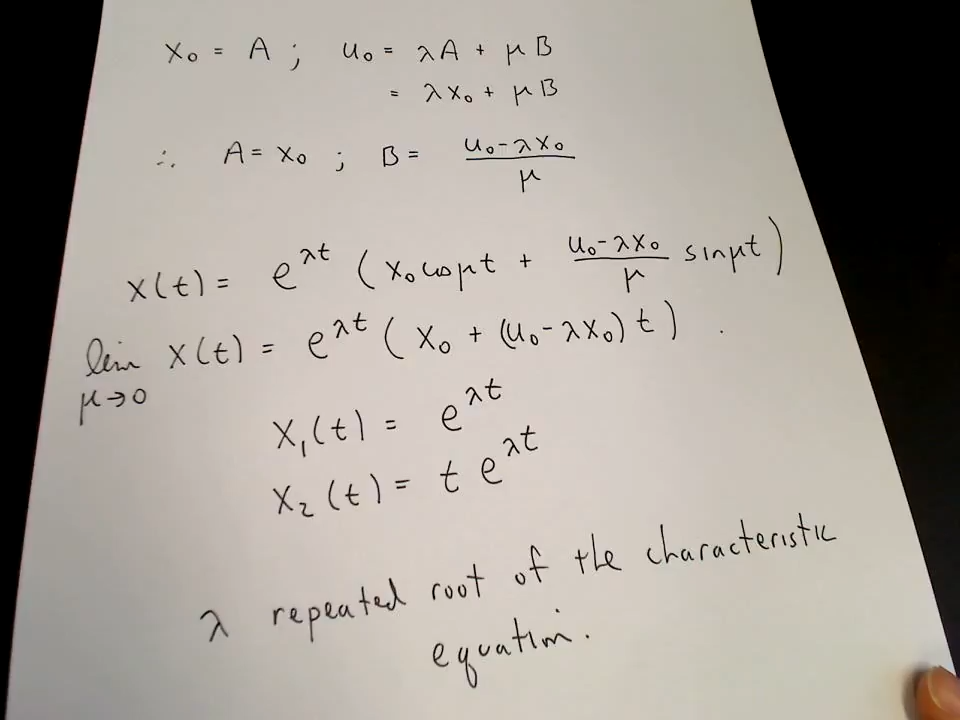 x₀ = A ; u₀ = λA + μB
= λx₀ + μB
∴ A = x₀ ; B = (u₀ - λx₀)/μ
x(t) = e^{λt} ( x₀ cos μt + (u₀ - λx₀)/μ sin μt )
lim_{μ→0} x(t) = e^{λt} ( x₀ + (u₀ - λx₀) t ) .
x₁(t) = e^{λt}
x₂(t) = t e^{λt}
λ repeated root of the characteristic
equation.